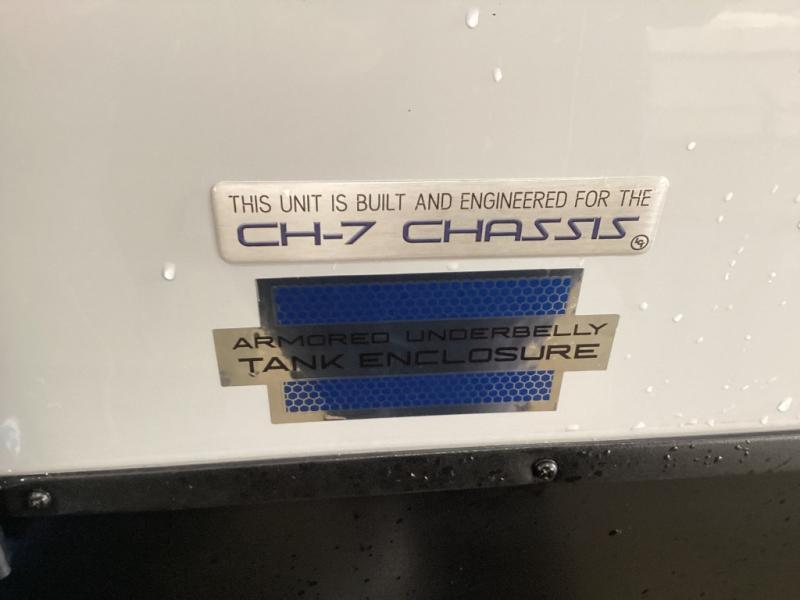 THIS UNIT IS BUILT AND ENGINEERED FOR THE
CH-7 CHASSIS
ARMORED UNDERBELLY
TANK ENCLOSURE